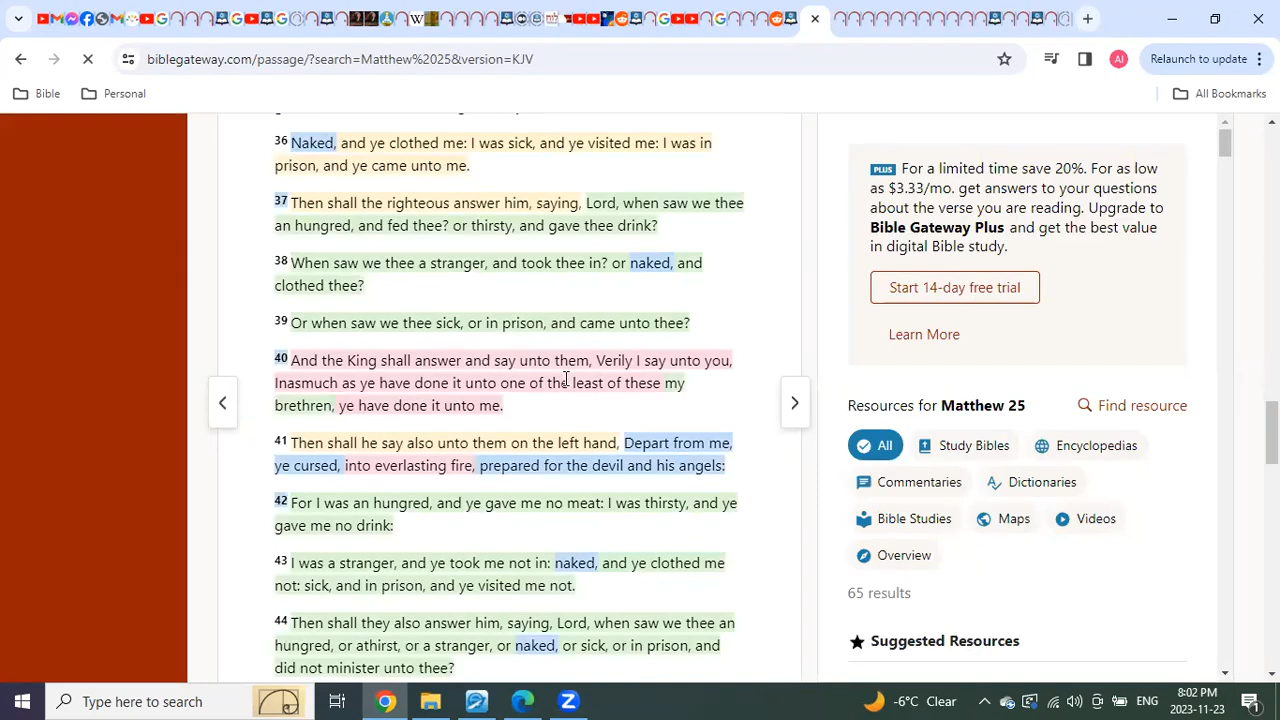 Relaunch to update
biblegateway.com/passage/?search=Matthew%2025&version=KJV
AI
Bible
Personal
All Bookmarks
36 Naked, and ye clothed me: I was sick, and ye visited me: I was in
prison, and ye came unto me.
37 Then shall the righteous answer him, saying, Lord, when saw we thee
an hungred, and fed thee? or thirsty, and gave thee drink?
38 When saw we thee a stranger, and took thee in? or naked, and
clothed thee?
39 Or when saw we thee sick, or in prison, and came unto thee?
40 And the King shall answer and say unto them, Verily I say unto you,
Inasmuch as ye have done it unto one of the least of these my
brethren, ye have done it unto me.
41 Then shall he say also unto them on the left hand, Depart from me,
ye cursed, into everlasting fire, prepared for the devil and his angels:
42 For I was an hungred, and ye gave me no meat: I was thirsty, and ye
gave me no drink:
43 I was a stranger, and ye took me not in: naked, and ye clothed me
not: sick, and in prison, and ye visited me not.
44 Then shall they also answer him, saying, Lord, when saw we thee an
hungred, or athirst, or a stranger, or naked, or sick, or in prison, and
did not minister unto thee?
PLUS For a limited time save 20%. For as low
as $3.33/mo. get answers to your questions
about the verse you are reading. Upgrade to
Bible Gateway Plus and get the best value
in digital Bible study.
Start 14-day free trial
Learn More
Resources for Matthew 25
Find resource
All
Study Bibles
Encyclopedias
Commentaries
Dictionaries
Bible Studies
Maps
Videos
Overview
65 results
Suggested Resources
Type here to search
-6°C Clear
ENG
8:02 PM
2023-11-23
1